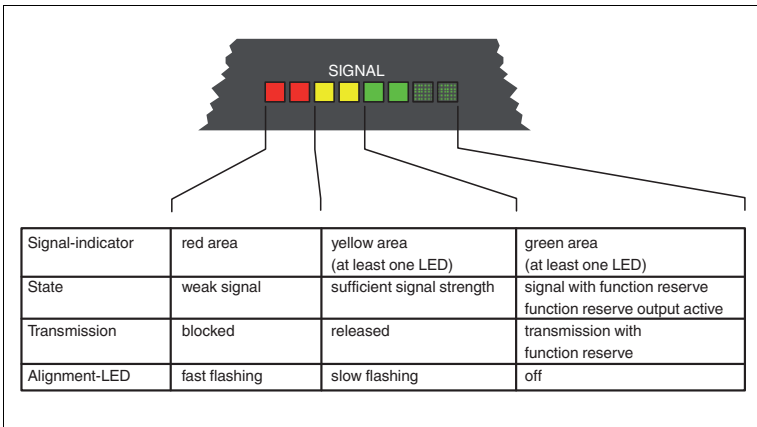 SIGNAL
Signal-indicator red area yellow area green area
(at least one LED) (at least one LED)
State weak signal sufficient signal strength signal with function reserve
function reserve output active
Transmission blocked released transmission with
function reserve
Alignment-LED fast flashing slow flashing off